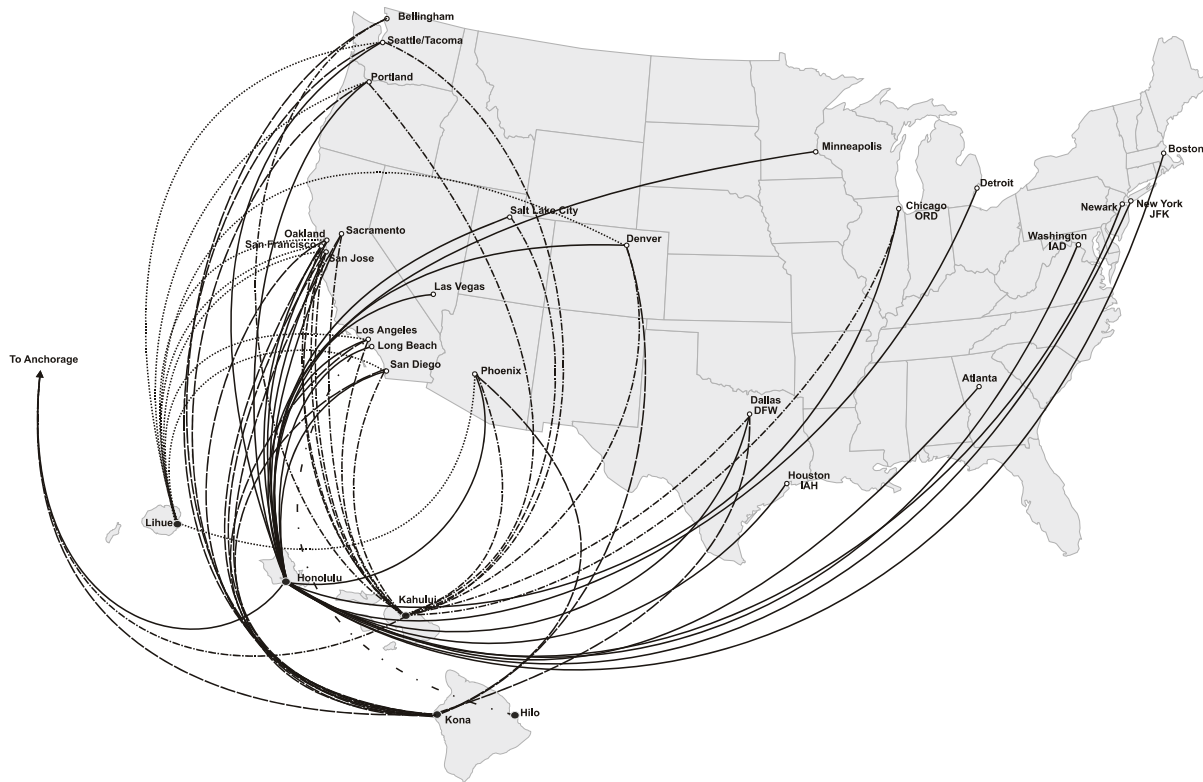 Bellingham
Seattle/Tacoma
Portland
Minneapolis
Boston
Detroit
Chicago
ORD
Newark
New York
JFK
Salt Lake City
Oakland
Sacramento
San Francisco
San Jose
Denver
Washington
IAD
Las Vegas
Los Angeles
Long Beach
To Anchorage
San Diego
Phoenix
Atlanta
Dallas
DFW
Houston
IAH
Lihue
Honolulu
Kahului
Kona
Hilo